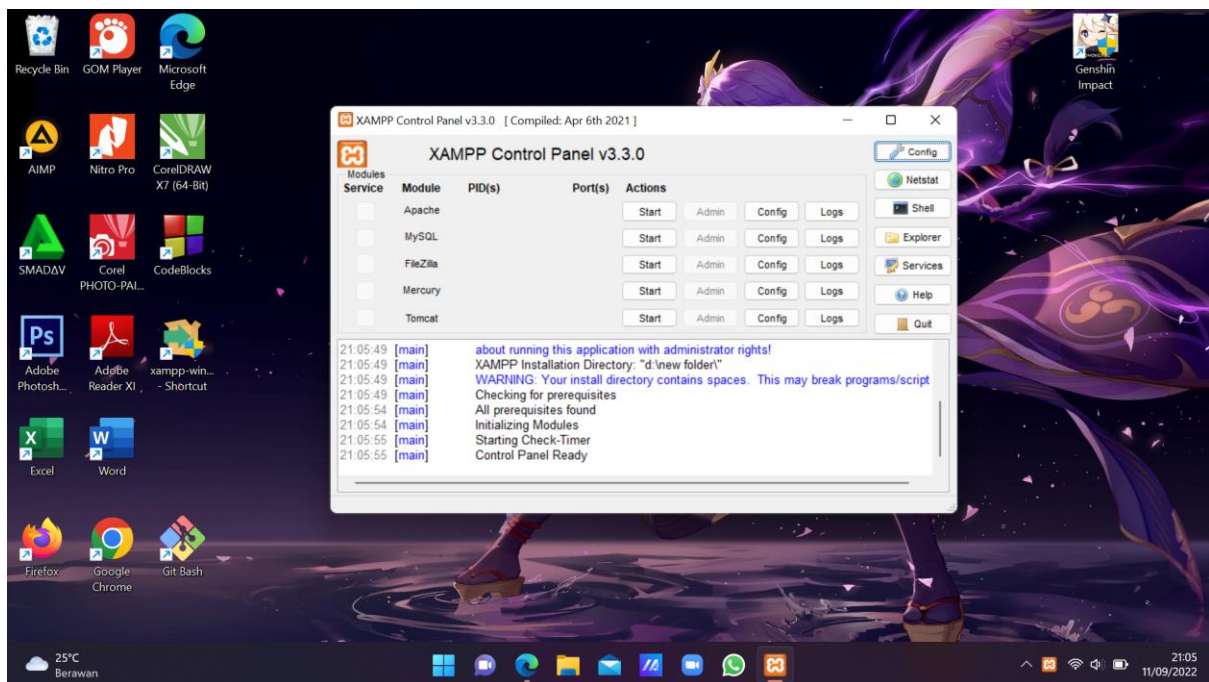 Recycle Bin
GOM Player
Microsoft
Edge
Genshin
Impact
AIMP
Nitro Pro
CorelDRAW
X7 (64-Bit)
SMADΔV
Corel
PHOTO-PAI...
CodeBlocks
Ps
Adobe
Photosh...
Adobe
Reader XI
xampp-win...
- Shortcut
X
Excel
W
Word
Firefox
Google
Chrome
Git Bash
XAMPP Control Panel v3.3.0 [ Compiled: Apr 6th 2021 ]
XAMPP Control Panel v3.3.0
Config
Modules
Service Module PID(s) Port(s) Actions
Netstat
Apache Start Admin Config Logs
Shell
MySQL Start Admin Config Logs
Explorer
FileZilla Start Admin Config Logs
Services
Mercury Start Admin Config Logs
Help
Tomcat Start Admin Config Logs
Quit
21:05:49 [main] about running this application with administrator rights!
21:05:49 [main] XAMPP Installation Directory: "d:\new folder\"
21:05:49 [main] WARNING: Your install directory contains spaces. This may break programs/script
21:05:49 [main] Checking for prerequisites
21:05:54 [main] All prerequisites found
21:05:54 [main] Initializing Modules
21:05:55 [main] Starting Check-Timer
21:05:55 [main] Control Panel Ready
25°C
Berawan
21:05
11/09/2022